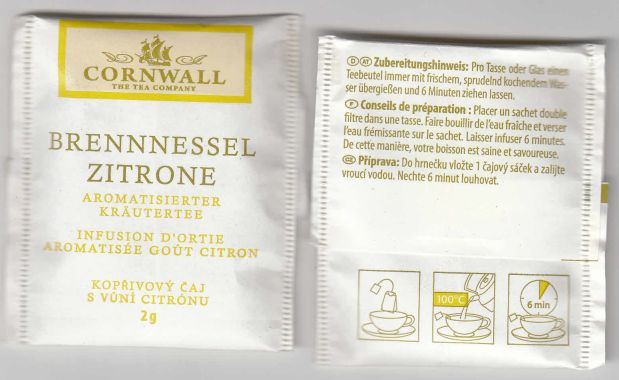 CORNWALL
THE TEA COMPANY
BRENNNESSEL
ZITRONE
AROMATISIERTER
KRÄUTERTEE
INFUSION D'ORTIE
AROMATISÉE GOÛT CITRON
KOPŘIVOVÝ ČAJ
S VŮNÍ CITRÓNU
2g
D AT Zubereitungshinweis: Pro Tasse oder Glas einen
Teebeutel immer mit frischem, sprudelnd kochendem Was-
ser übergießen und 6 Minuten ziehen lassen.
F Conseils de préparation : Placer un sachet double
filtre dans une tasse. Faire bouillir de l'eau fraîche et verser
l'eau frémissante sur le sachet. Laisser infuser 6 minutes.
De cette manière, votre boisson est saine et savoureuse.
CZ Příprava: Do hrnečku vložte 1 čajový sáček a zalijte
vroucí vodou. Nechte 6 minut louhovat.
100°C
6 min